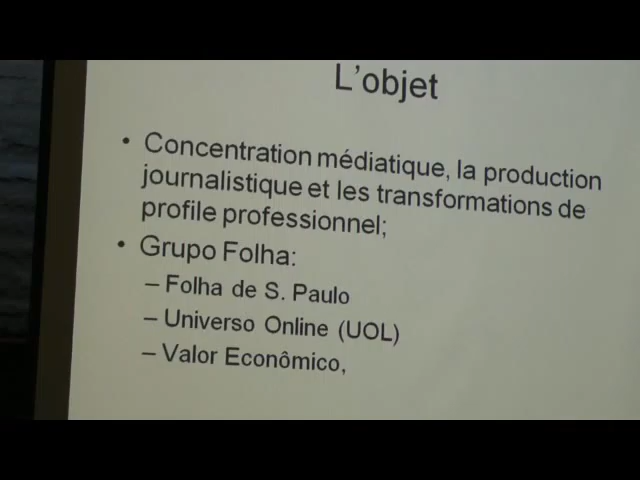 L'objet
• Concentration médiatique, la production
journalistique et les transformations de
profile professionnel;
• Grupo Folha:
– Folha de S. Paulo
– Universo Online (UOL)
– Valor Econômico,